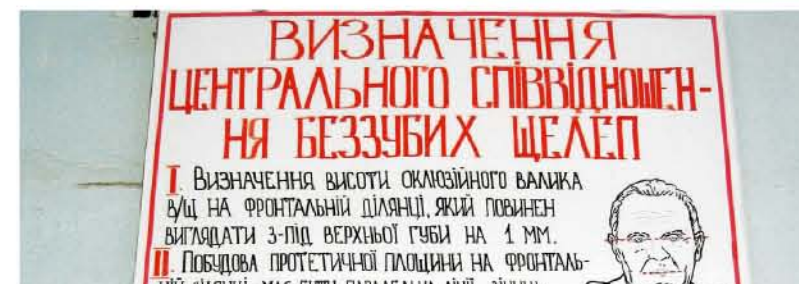 ВИЗНАЧЕННЯ
ЦЕНТРАЛЬНОГО СПІВВІДНОШЕН-
НЯ БЕЗЗУБИХ ЩЕЛЕП
I. ВИЗНАЧЕННЯ ВИСОТИ ОКЛЮЗІЙНОГО ВАЛИКА
В/Щ НА ФРОНТАЛЬНІЙ ДІЛЯНЦІ, ЯКИЙ ПОВИНЕН
ВИГЛЯДАТИ З-ПІД ВЕРХНЬОЇ ГУБИ НА 1 ММ.
II. ПОБУДОВА ПРОТЕТИЧНОЇ ПЛОЩИНИ НА ФРОНТАЛЬ-